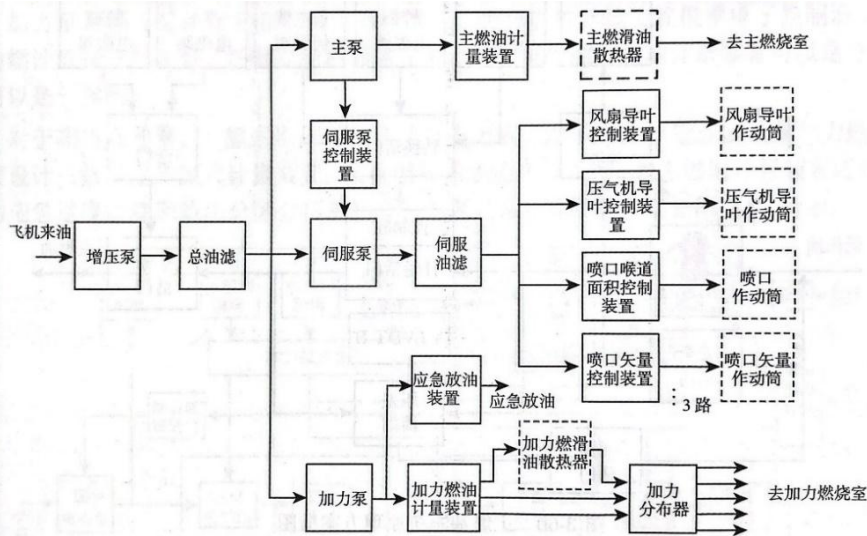 主泵
主燃油计
量装置
主燃滑油
散热器
去主燃烧室
伺服泵
控制装
置
风扇导叶
控制装置
风扇导叶
作动筒
压气机导
叶控制装
置
压气机导
叶作动筒
飞机来油
增压泵
总油滤
伺服泵
伺服
油滤
喷口喉道
面积控制
装置
喷口
作动筒
喷口矢量
控制装置
喷口矢量
作动筒
3 路
应急放油
装置
应急放油
加力燃滑
油散热器
加力泵
加力燃油
计量装置
加力
分布器
去加力燃烧室